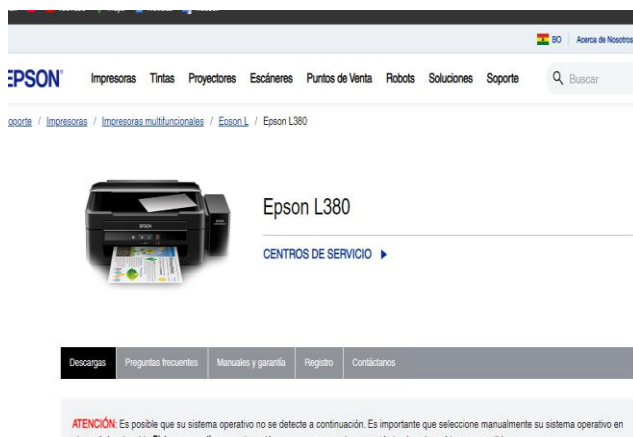 BO Acerca de Nosotros
EPSON Impresoras Tintas Proyectores Escáneres Puntos de Venta Robots Soluciones Soporte Buscar
oporte / Impresoras / Impresoras multifuncionales / Epson L / Epson L380
Epson L380
CENTROS DE SERVICIO
Descargas Preguntas frecuentes Manuales y garantía Registro Contáctanos
ATENCIÓN: Es posible que su sistema operativo no se detecte a continuación. Es importante que seleccione manualmente su sistema operativo en